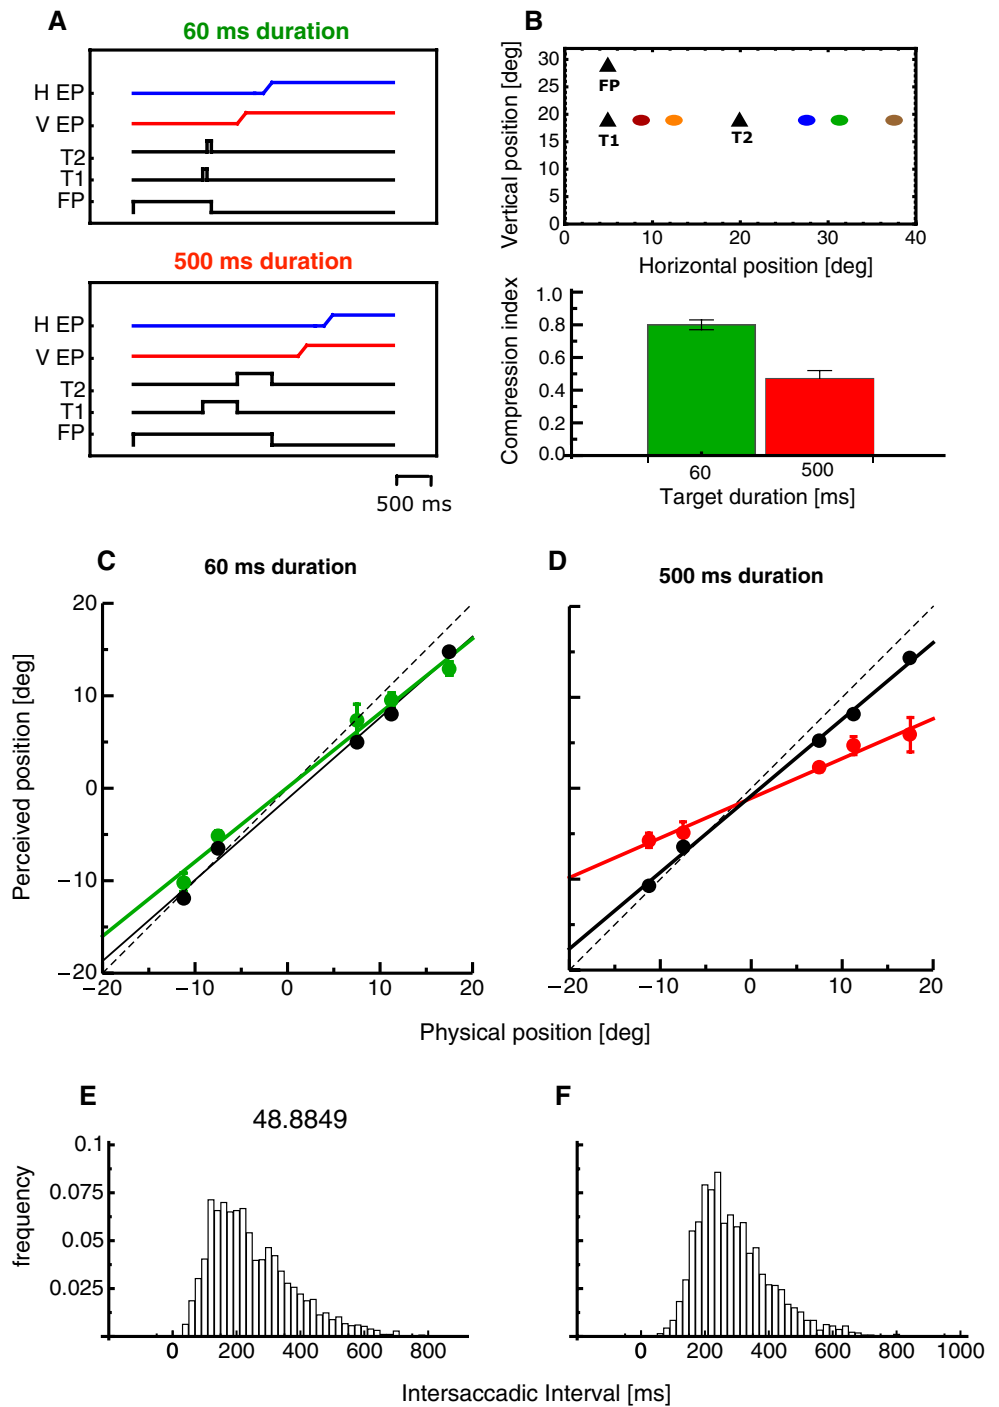 A
60 ms duration
H EP
V EP
T2
T1
FP
500 ms duration
H EP
V EP
T2
T1
FP
500 ms
B
Vertical position [deg]
30
25
20
15
10
5
0
FP
T1
T2
0 10 20 30 40
Horizontal position [deg]
Compression index
1.0
0.8
0.6
0.4
0.2
0.0
60 500
Target duration [ms]
C
60 ms duration
Perceived position [deg]
20
10
0
−10
−20
−20 −10 0 10 20
D
500 ms duration
−20 −10 0 10 20
Physical position [deg]
E
48.8849
frequency
0.1
0.075
0.05
0.025
0 200 400 600 800
F
0 200 400 600 800 1000
Intersaccadic Interval [ms]